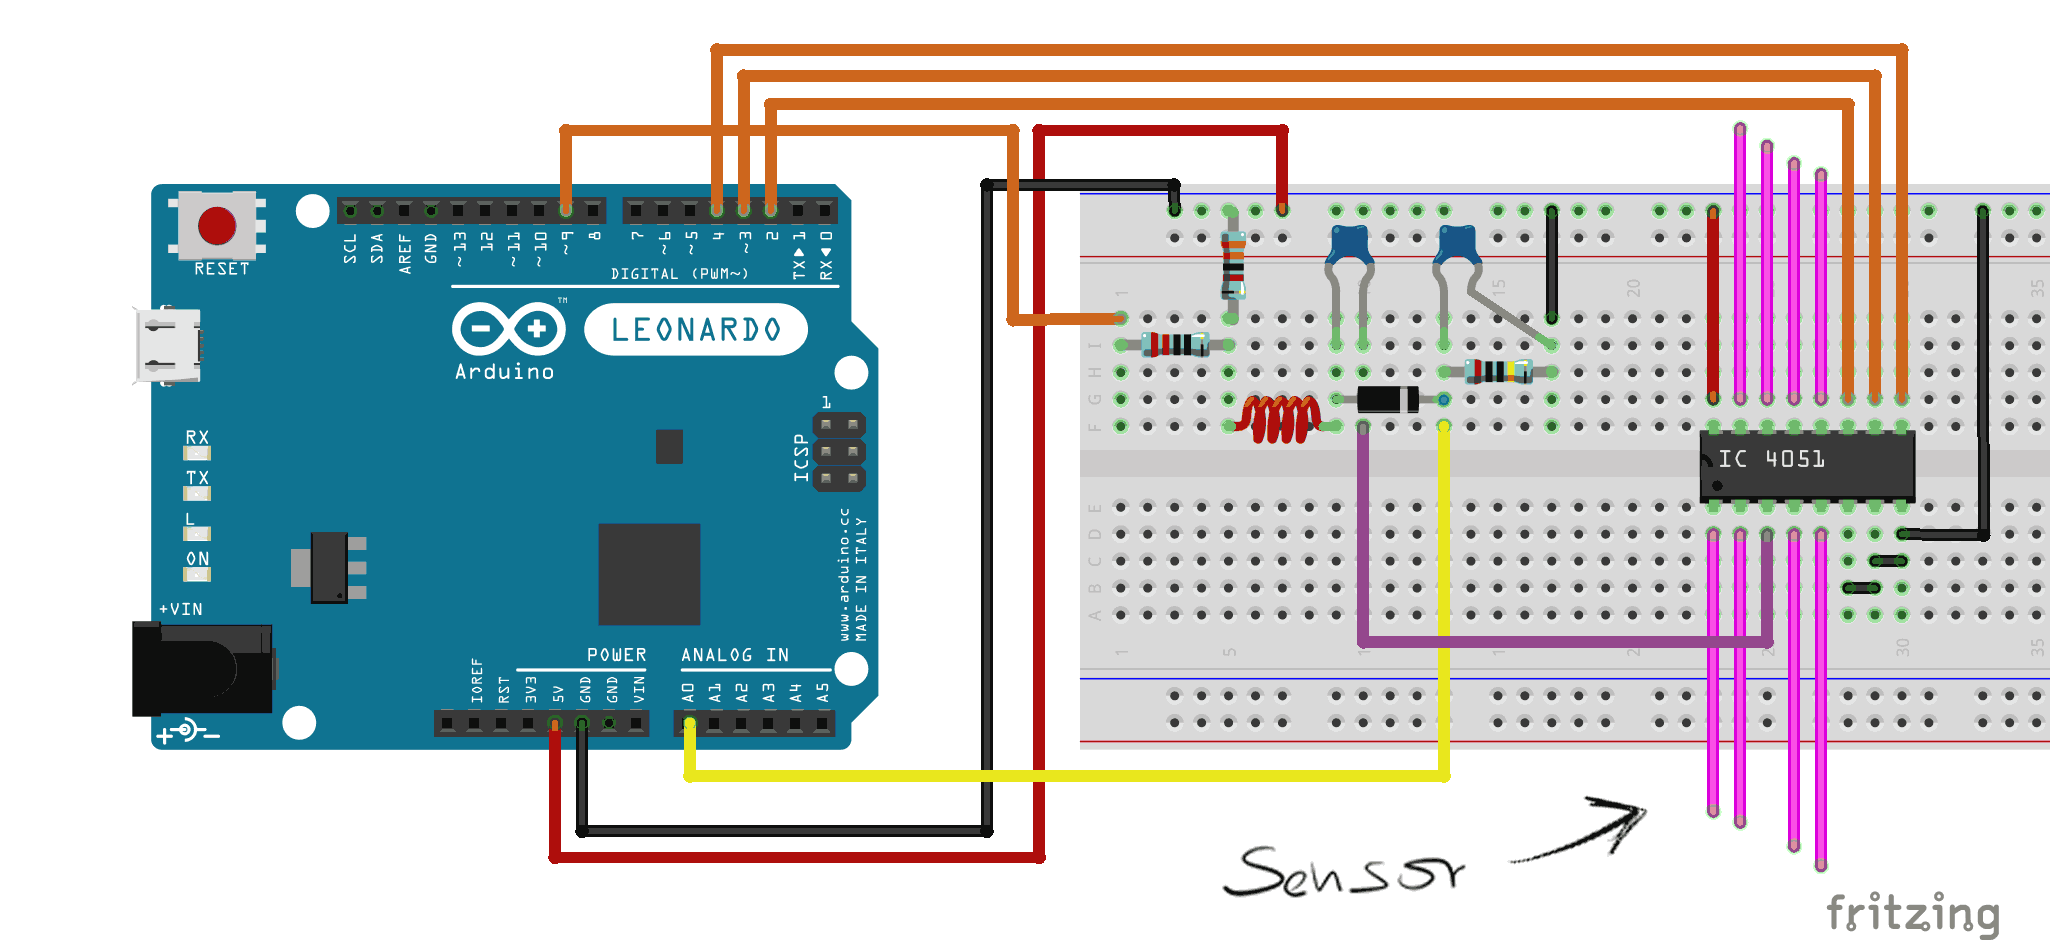 RESET
SCL
SDA
AREF
GND
~13
12
~11
~10
~9
8
7
~6
~5
4
~3
2
TX▶1
RX◀0
DIGITAL (PWM~)
TM
LEONARDO
Arduino
1
ICSP
RX
TX
L
ON
+VIN
www.arduino.cc
MADE IN ITALY
POWER
ANALOG IN
IOREF
RST
3V3
5V
GND
GND
VIN
A0
A1
A2
A3
A4
A5
1
15
35
I
H
G
F
IC 4051
E
D
C
B
A
1
5
15
30
35
Sensor
fritzing